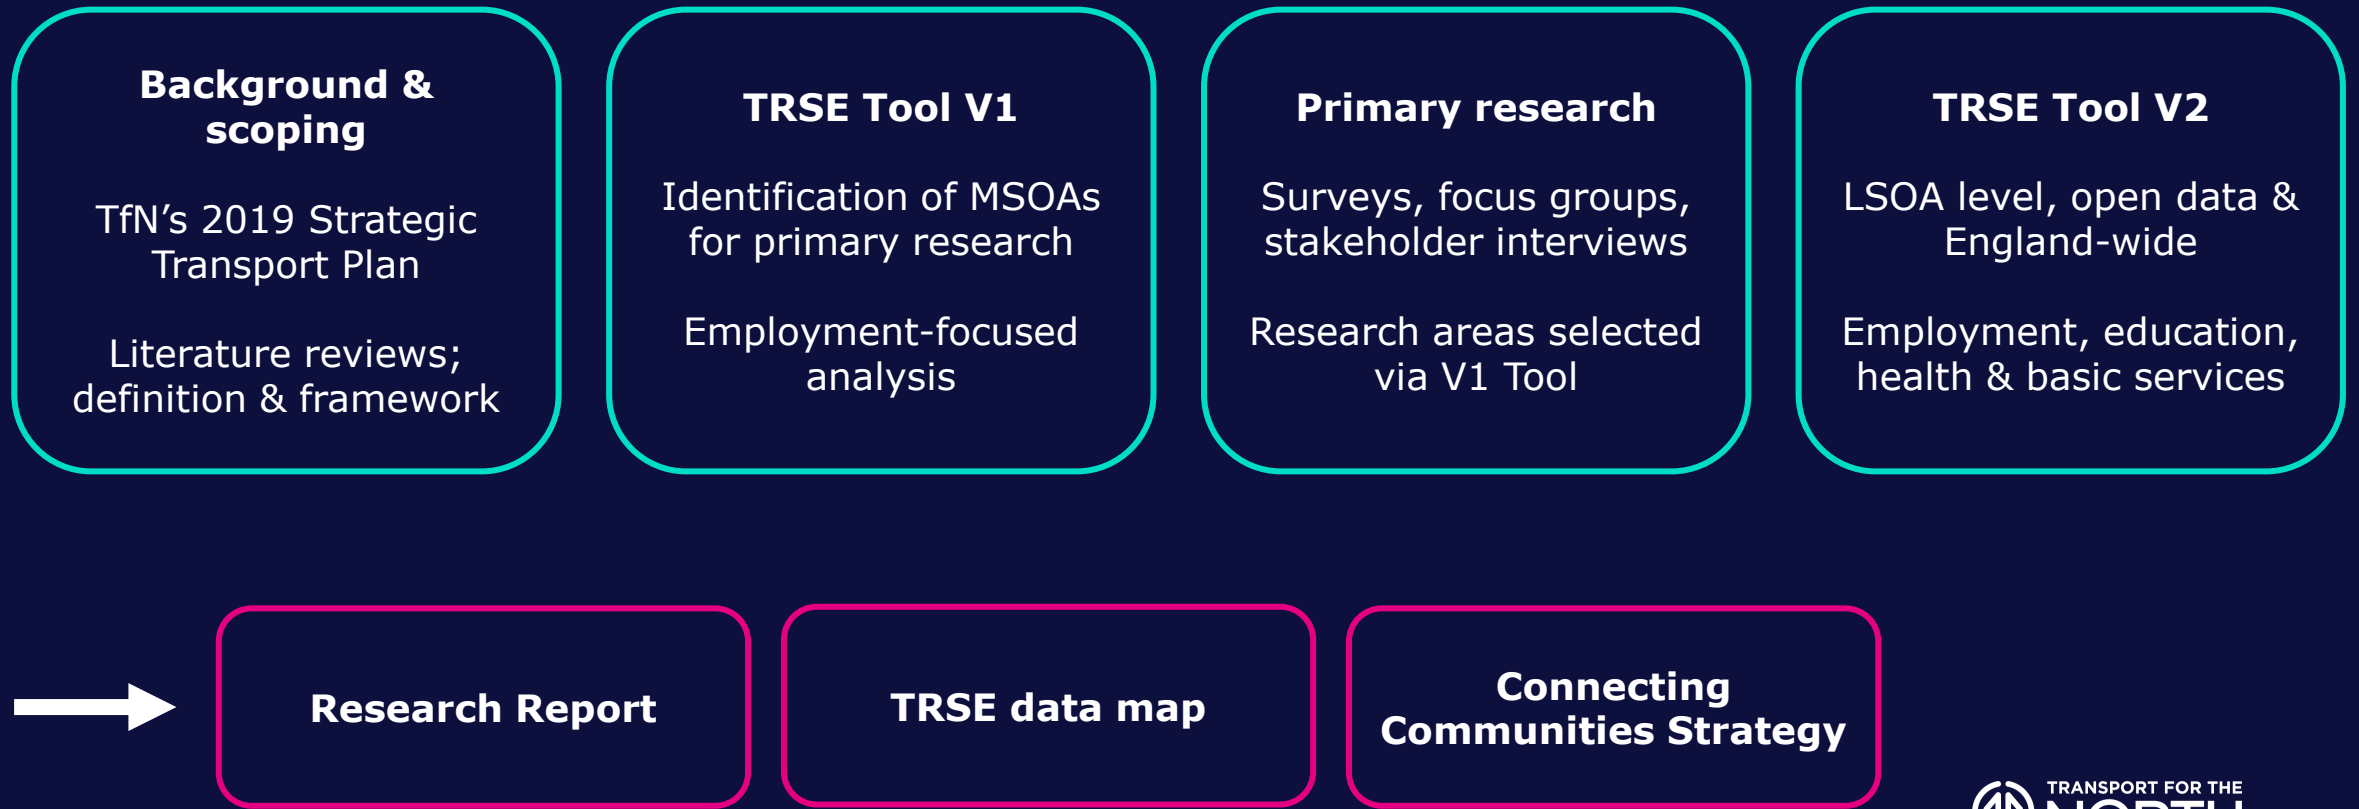 Background &
scoping
TfN’s 2019 Strategic
Transport Plan
Literature reviews;
definition & framework
TRSE Tool V1
Identification of MSOAs
for primary research
Employment-focused
analysis
Primary research
Surveys, focus groups,
stakeholder interviews
Research areas selected
via V1 Tool
TRSE Tool V2
LSOA level, open data &
England-wide
Employment, education,
health & basic services
Research Report
TRSE data map
Connecting
Communities Strategy
TRANSPORT FOR THE
NORTH